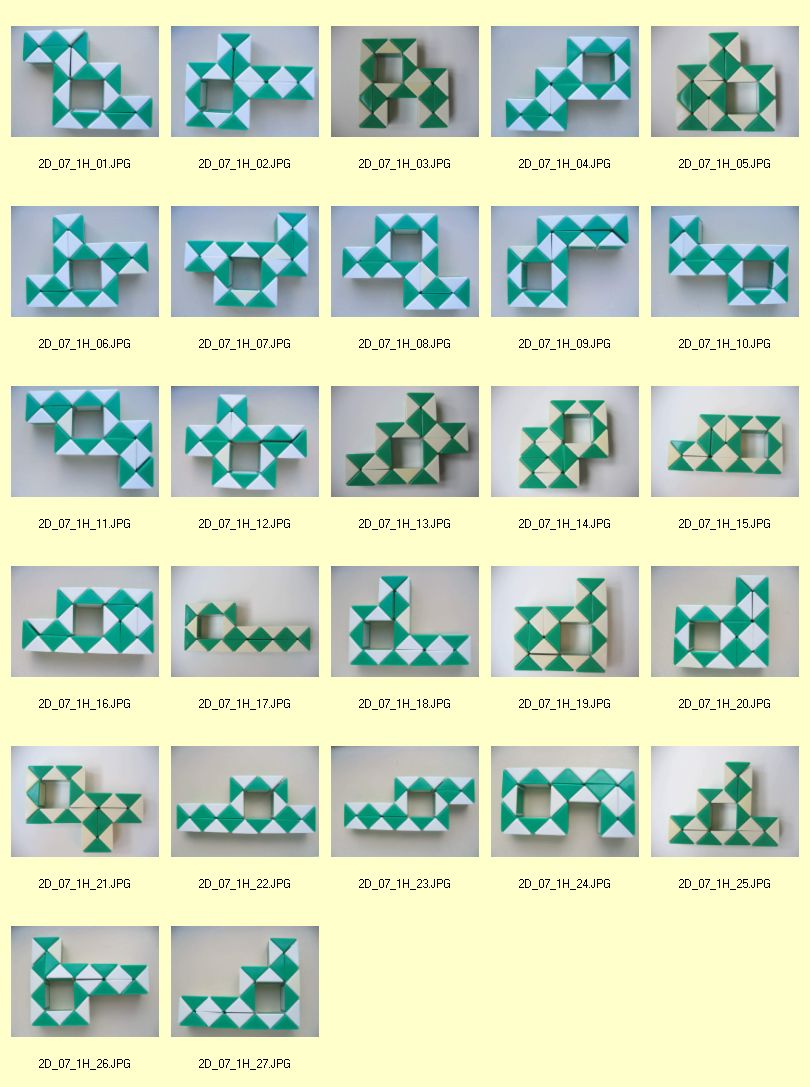 2D_07_1H_01.JPG 2D_07_1H_02.JPG 2D_07_1H_03.JPG 2D_07_1H_04.JPG 2D_07_1H_05.JPG
2D_07_1H_06.JPG 2D_07_1H_07.JPG 2D_07_1H_08.JPG 2D_07_1H_09.JPG 2D_07_1H_10.JPG
2D_07_1H_11.JPG 2D_07_1H_12.JPG 2D_07_1H_13.JPG 2D_07_1H_14.JPG 2D_07_1H_15.JPG
2D_07_1H_16.JPG 2D_07_1H_17.JPG 2D_07_1H_18.JPG 2D_07_1H_19.JPG 2D_07_1H_20.JPG
2D_07_1H_21.JPG 2D_07_1H_22.JPG 2D_07_1H_23.JPG 2D_07_1H_24.JPG 2D_07_1H_25.JPG
2D_07_1H_26.JPG 2D_07_1H_27.JPG